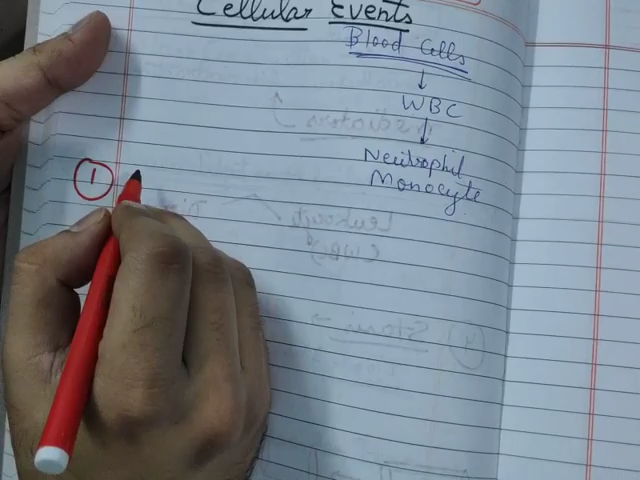 Cellular Events
Blood Cells
↓
WBC
↓
Neutrophil
Monocyte
①